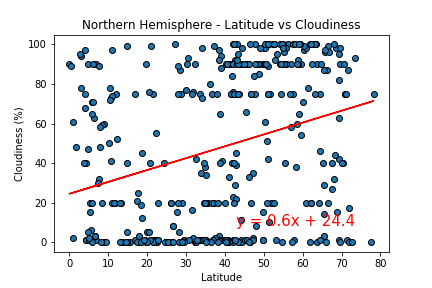 Northern Hemisphere - Latitude vs Cloudiness
100
80
60
40
20
0
Cloudiness (%)
y = 0.6x + 24.4
0 10 20 30 40 50 60 70 80
Latitude